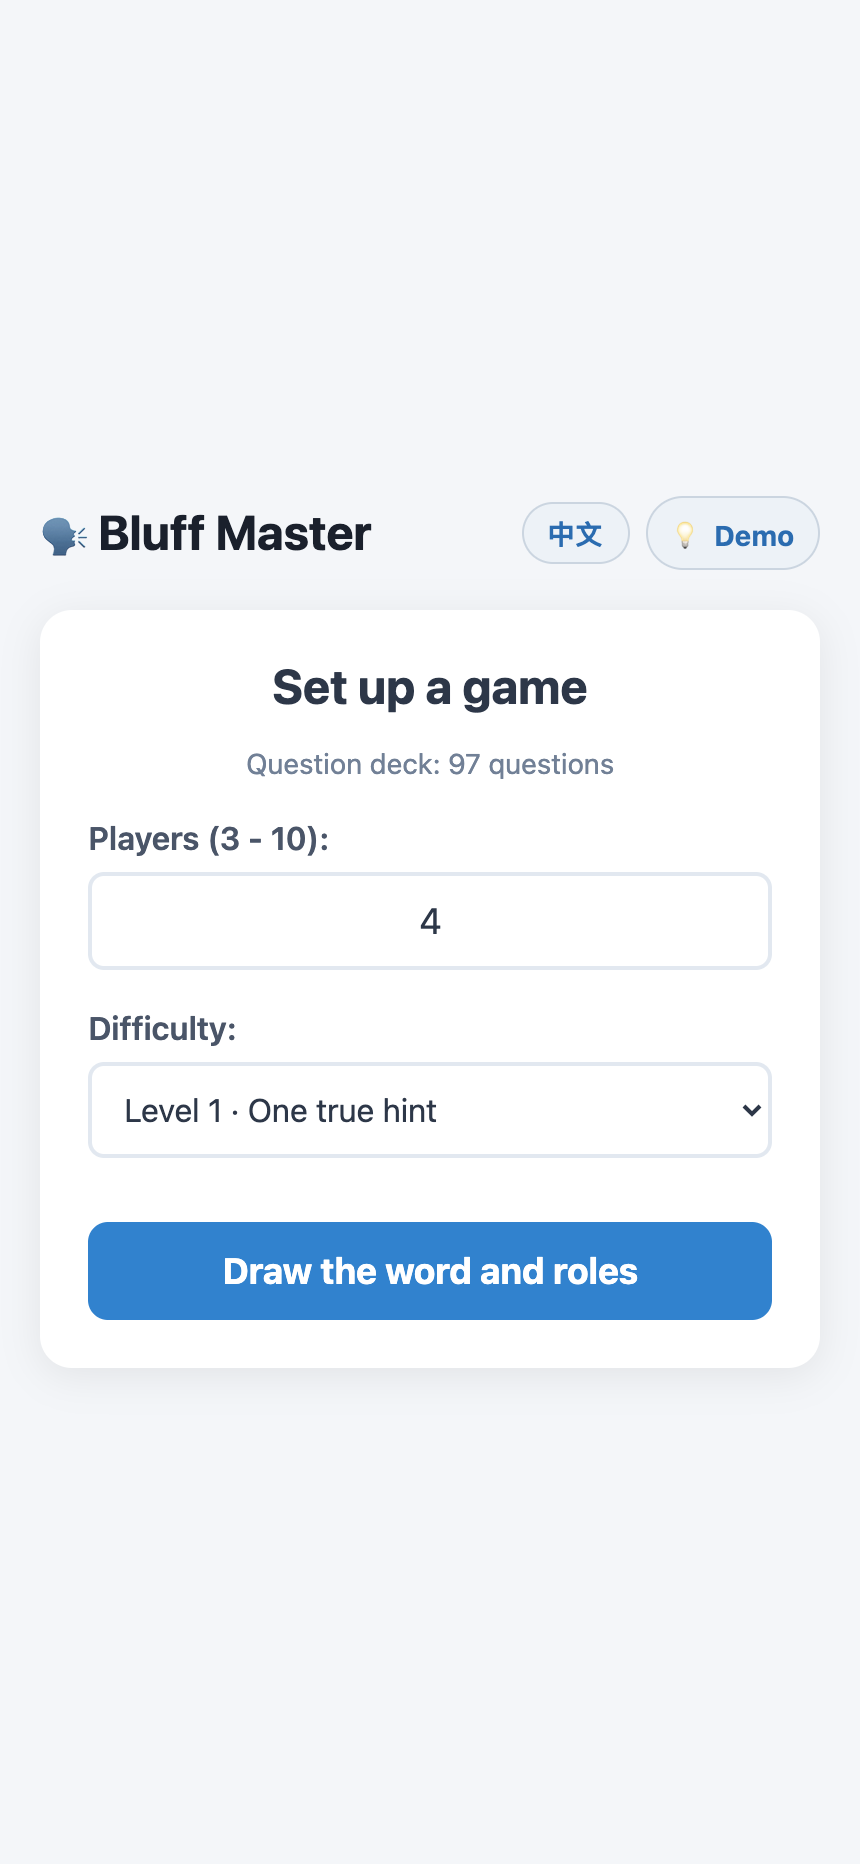 Bluff Master
中文
Demo
Set up a game
Question deck: 97 questions
Players (3 - 10):
4
Difficulty:
Level 1 · One true hint
Draw the word and roles